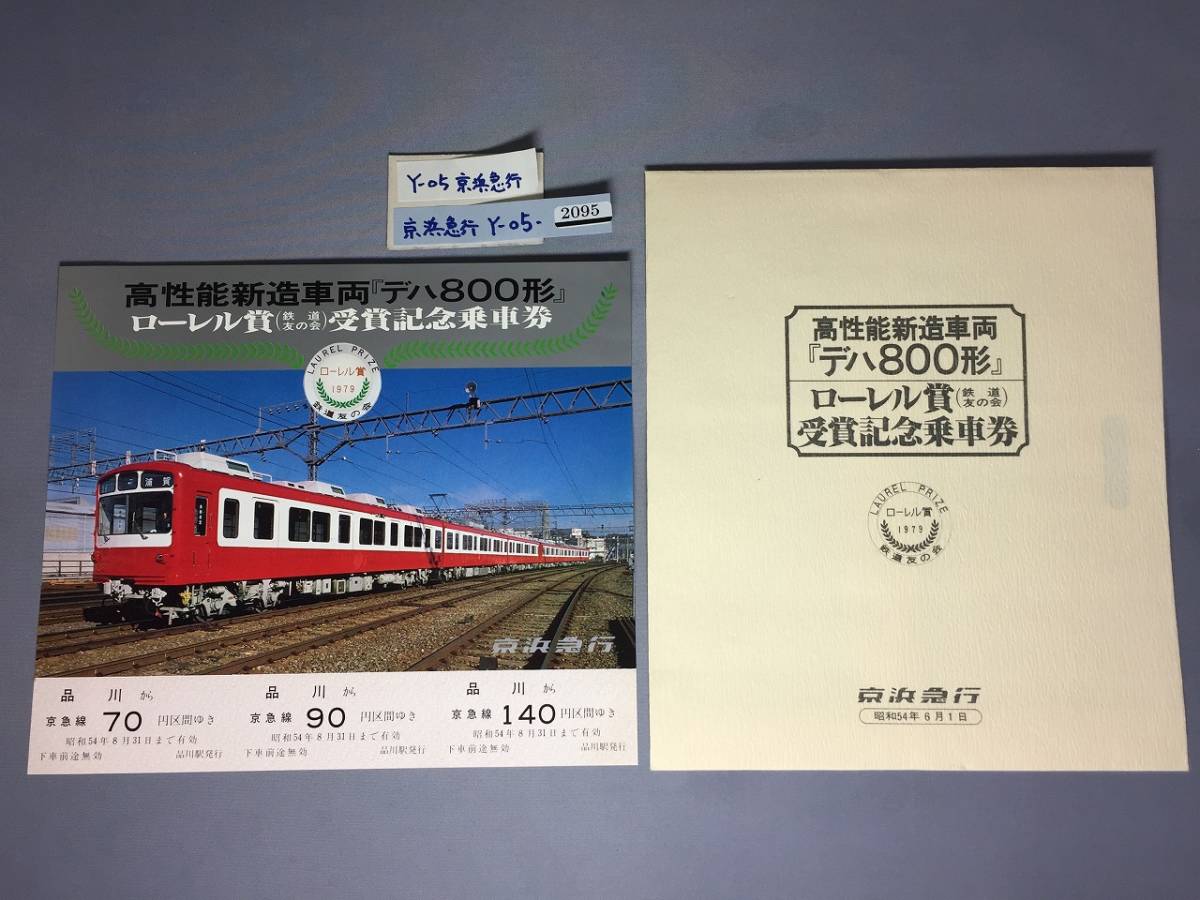 Y-05 京浜急行
京浜急行 Y-05-
2095
高性能新造車両『デハ800形』
ローレル賞(鉄道友の会)受賞記念乗車券
LAUREL PRIZE
ローレル賞
1979
鉄道友の会
浦賀
京浜急行
品川から
京急線70円区間ゆき
昭和54年8月31日まで有効
下車前途無効 品川駅発行
品川から
京急線90円区間ゆき
昭和54年8月31日まで有効
下車前途無効 品川駅発行
品川から
京急線140円区間ゆき
昭和54年8月31日まで有効
下車前途無効 品川駅発行
高性能新造車両
『デハ800形』
ローレル賞(鉄道友の会)
受賞記念乗車券
LAUREL PRIZE
ローレル賞
1979
鉄道友の会
京浜急行
昭和54年6月1日